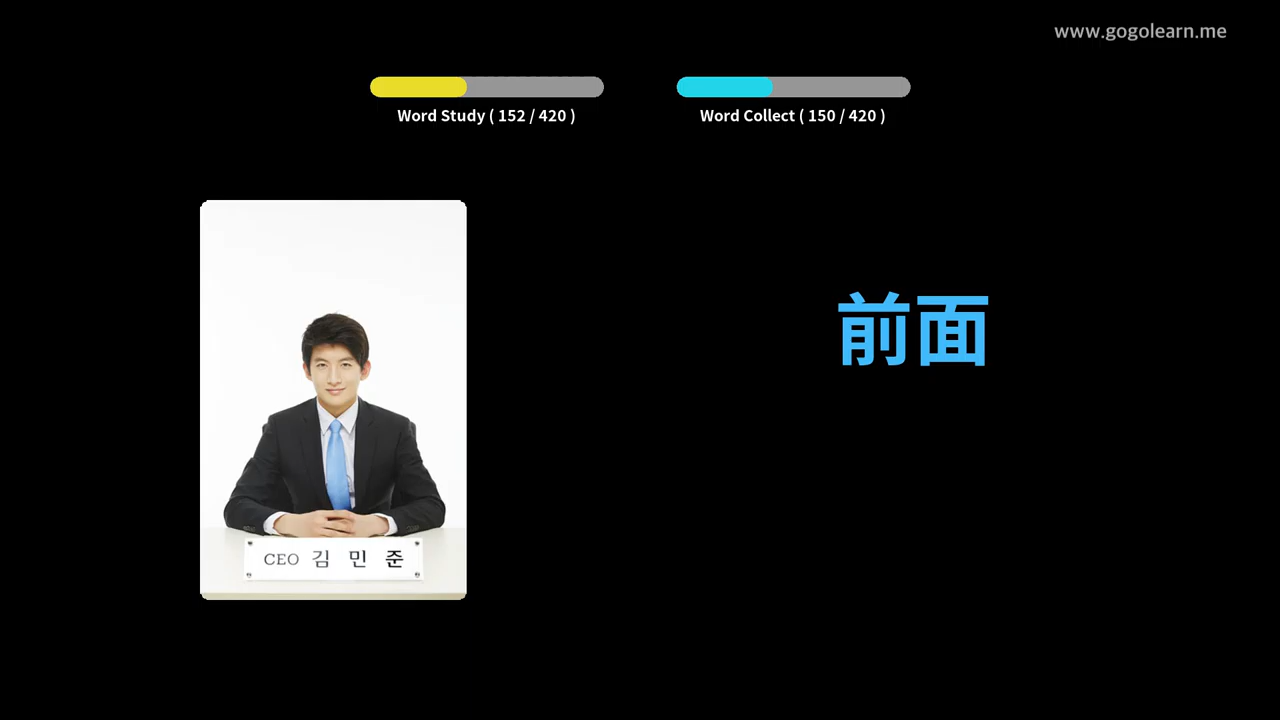 www.gogolearn.me
Word Study ( 152 / 420 )
Word Collect ( 150 / 420 )
前面
CEO 김 민 준